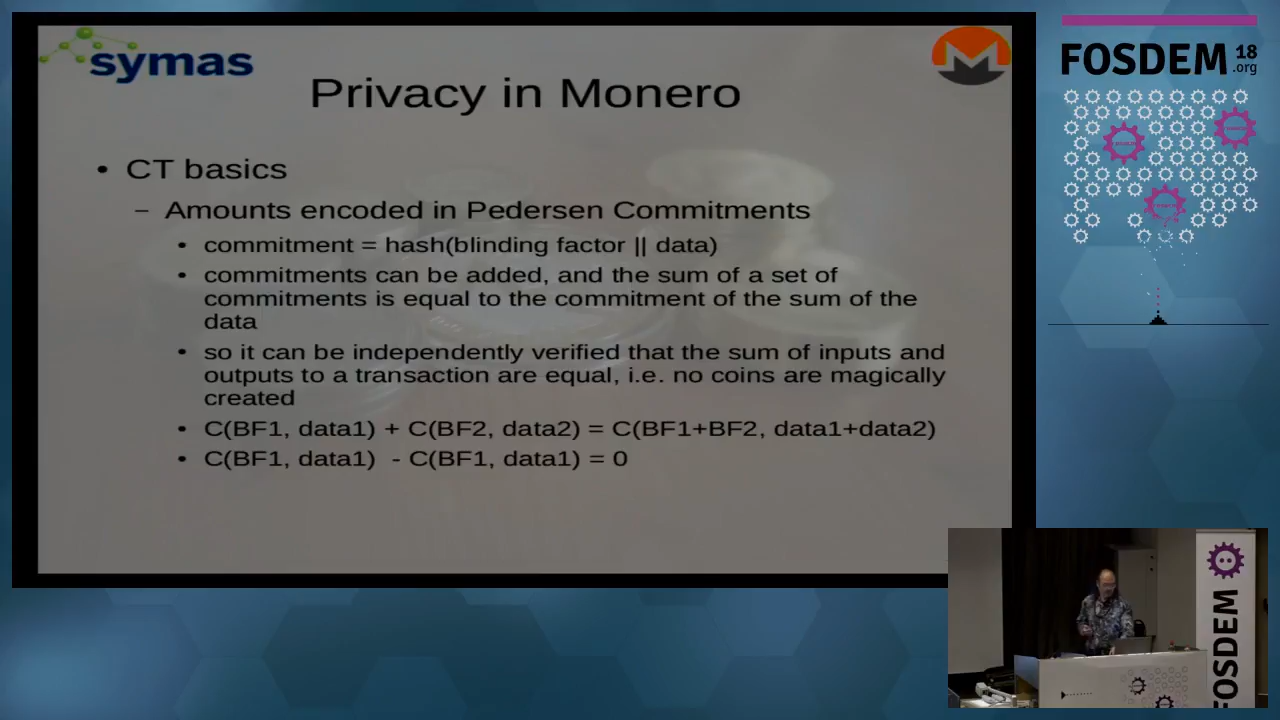 symas
Privacy in Monero
• CT basics
– Amounts encoded in Pedersen Commitments
• commitment = hash(blinding factor || data)
• commitments can be added, and the sum of a set of
commitments is equal to the commitment of the sum of the
data
• so it can be independently verified that the sum of inputs and
outputs to a transaction are equal, i.e. no coins are magically
created
• C(BF1, data1) + C(BF2, data2) = C(BF1+BF2, data1+data2)
• C(BF1, data1)  - C(BF1, data1) = 0
FOSDEM 18
.org
FOSDEM